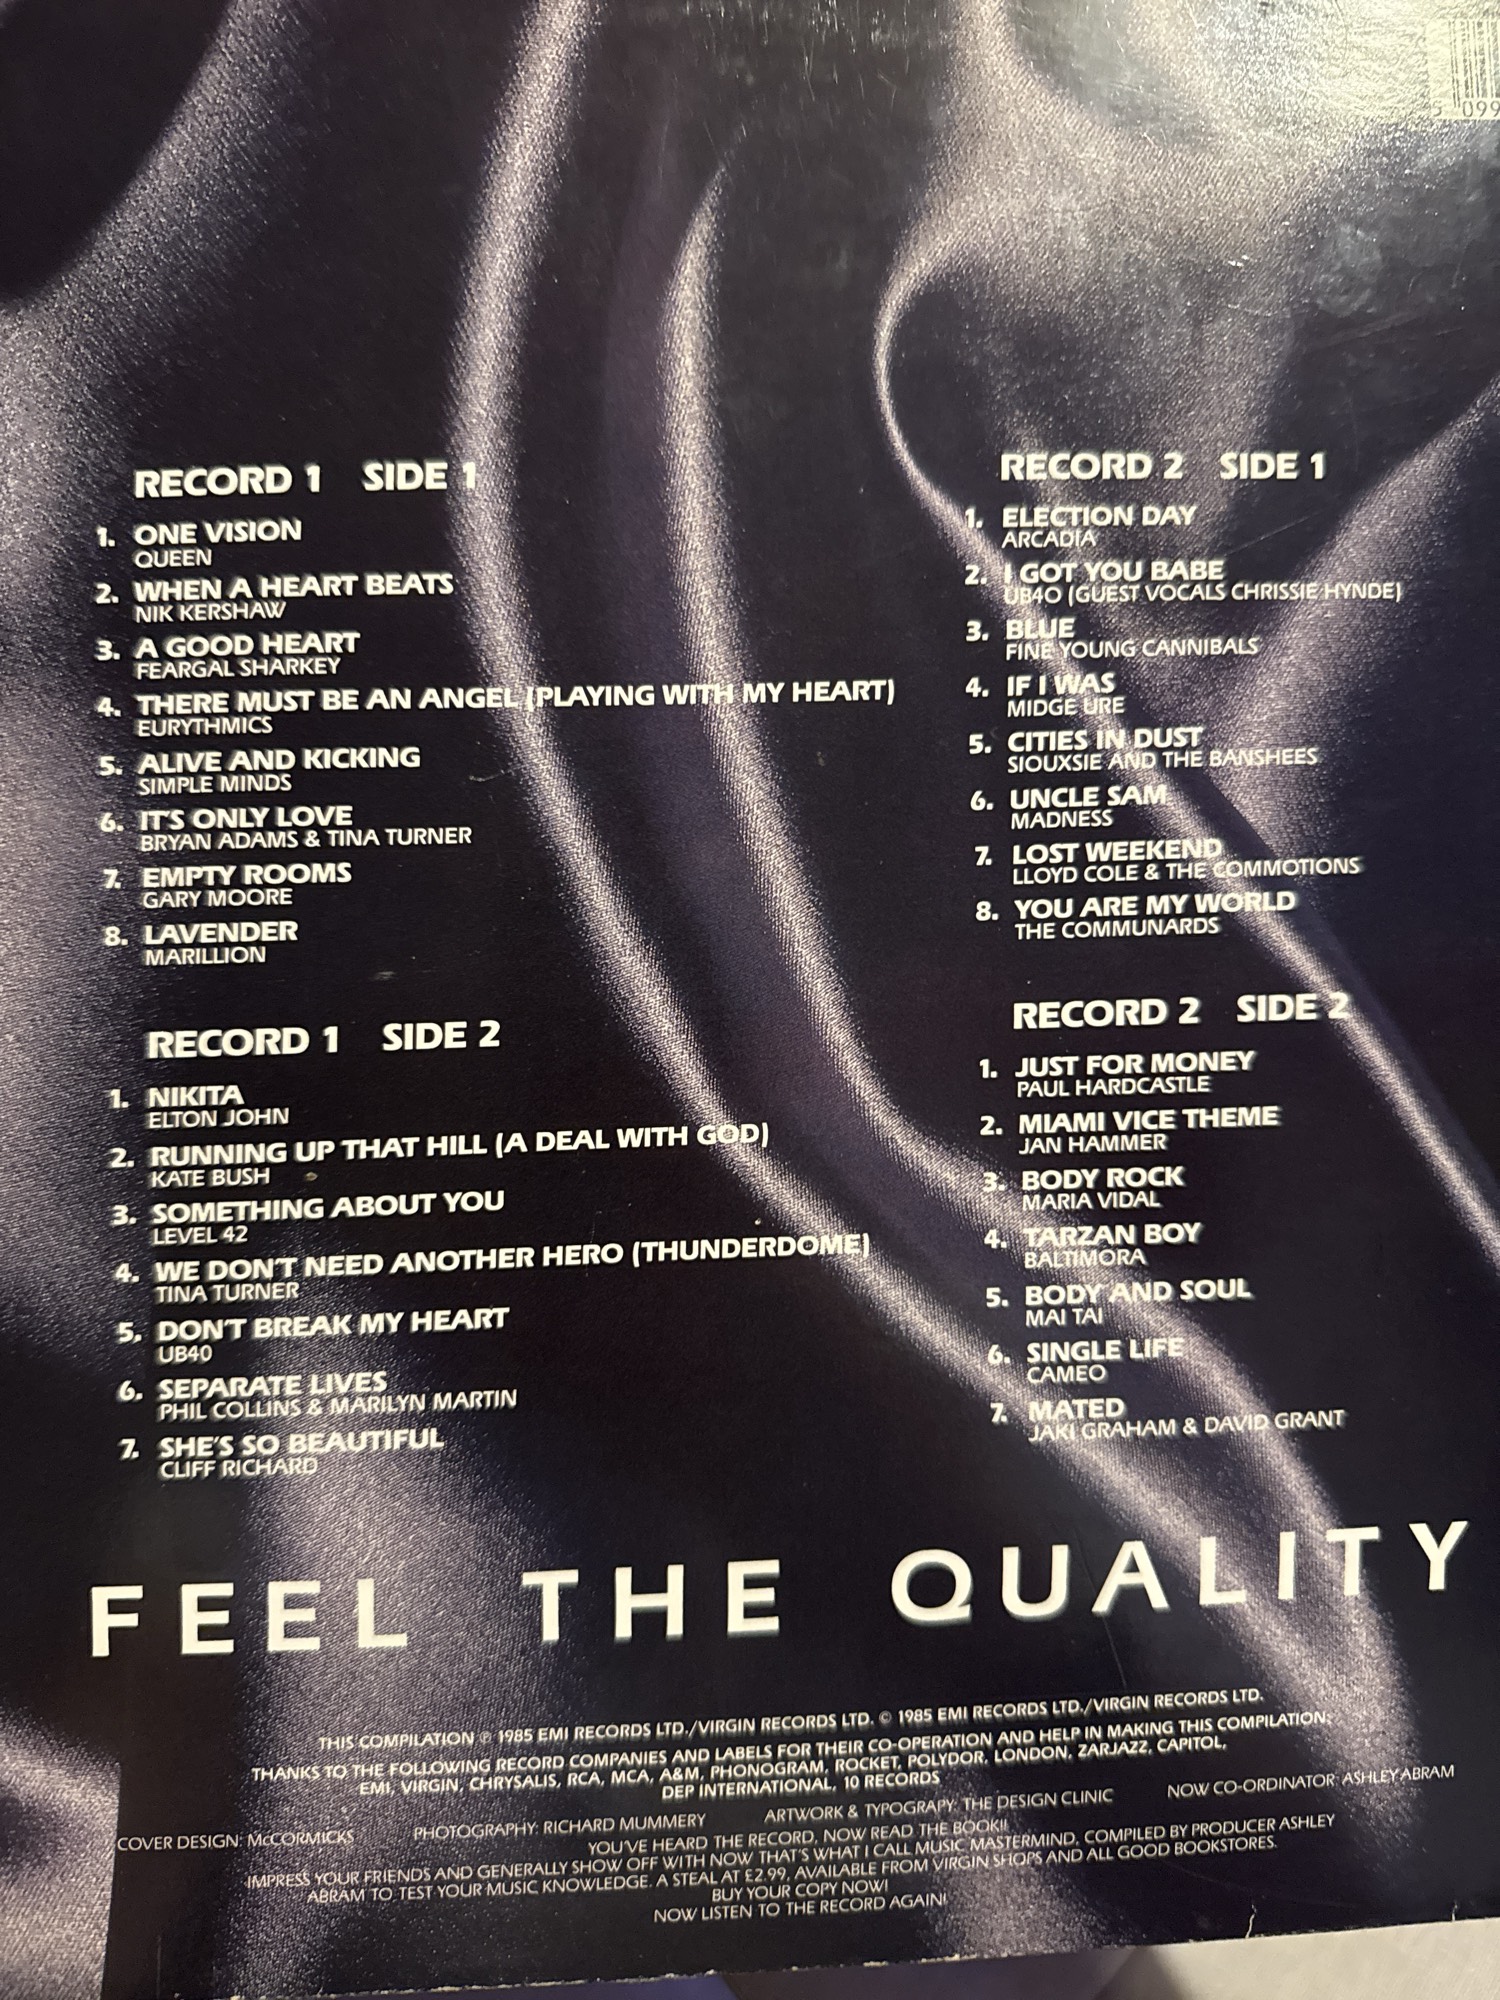 5 099
RECORD 1 SIDE 1
1. ONE VISION
QUEEN
2. WHEN A HEART BEATS
NIK KERSHAW
3. A GOOD HEART
FEARGAL SHARKEY
4. THERE MUST BE AN ANGEL (PLAYING WITH MY HEART)
EURYTHMICS
5. ALIVE AND KICKING
SIMPLE MINDS
6. IT'S ONLY LOVE
BRYAN ADAMS & TINA TURNER
7. EMPTY ROOMS
GARY MOORE
8. LAVENDER
MARILLION
RECORD 1 SIDE 2
1. NIKITA
ELTON JOHN
2. RUNNING UP THAT HILL (A DEAL WITH GOD)
KATE BUSH
3. SOMETHING ABOUT YOU
LEVEL 42
4. WE DON'T NEED ANOTHER HERO (THUNDERDOME)
TINA TURNER
5. DON'T BREAK MY HEART
UB40
6. SEPARATE LIVES
PHIL COLLINS & MARILYN MARTIN
7. SHE'S SO BEAUTIFUL
CLIFF RICHARD
RECORD 2 SIDE 1
1. ELECTION DAY
ARCADIA
2. I GOT YOU BABE
UB40 (GUEST VOCALS CHRISSIE HYNDE)
3. BLUE
FINE YOUNG CANNIBALS
4. IF I WAS
MIDGE URE
5. CITIES IN DUST
SIOUXSIE AND THE BANSHEES
6. UNCLE SAM
MADNESS
7. LOST WEEKEND
LLOYD COLE & THE COMMOTIONS
8. YOU ARE MY WORLD
THE COMMUNARDS
RECORD 2 SIDE 2
1. JUST FOR MONEY
PAUL HARDCASTLE
2. MIAMI VICE THEME
JAN HAMMER
3. BODY ROCK
MARIA VIDAL
4. TARZAN BOY
BALTIMORA
5. BODY AND SOUL
MAI TAI
6. SINGLE LIFE
CAMEO
7. MATED
JAKI GRAHAM & DAVID GRANT
FEEL THE QUALITY
THIS COMPILATION ℗ 1985 EMI RECORDS LTD./VIRGIN RECORDS LTD. © 1985 EMI RECORDS LTD./VIRGIN RECORDS LTD.
THANKS TO THE FOLLOWING RECORD COMPANIES AND LABELS FOR THEIR CO-OPERATION AND HELP IN MAKING THIS COMPILATION:
EMI, VIRGIN, CHRYSALIS, RCA, MCA, A&M, PHONOGRAM, ROCKET, POLYDOR, LONDON, ZARJAZZ, CAPITOL,
DEP INTERNATIONAL, 10 RECORDS
COVER DESIGN: McCORMICKS PHOTOGRAPHY: RICHARD MUMMERY ARTWORK & TYPOGRAPY: THE DESIGN CLINIC NOW CO-ORDINATOR: ASHLEY ABRAM
YOU'VE HEARD THE RECORD, NOW READ THE BOOK!!
IMPRESS YOUR FRIENDS AND GENERALLY SHOW OFF WITH NOW THAT'S WHAT I CALL MUSIC MASTERMIND, COMPILED BY PRODUCER ASHLEY
ABRAM TO TEST YOUR MUSIC KNOWLEDGE. A STEAL AT £2.99, AVAILABLE FROM VIRGIN SHOPS AND ALL GOOD BOOKSTORES.
BUY YOUR COPY NOW!
NOW LISTEN TO THE RECORD AGAIN!